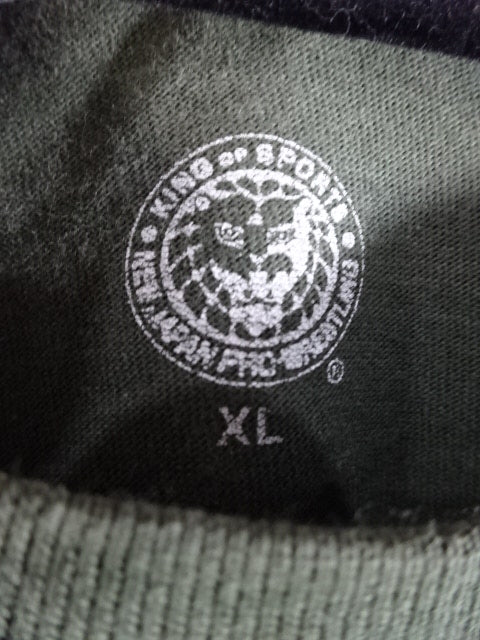 KING OF SPORTS
NEW JAPAN PRO-WRESTLING
®
XL